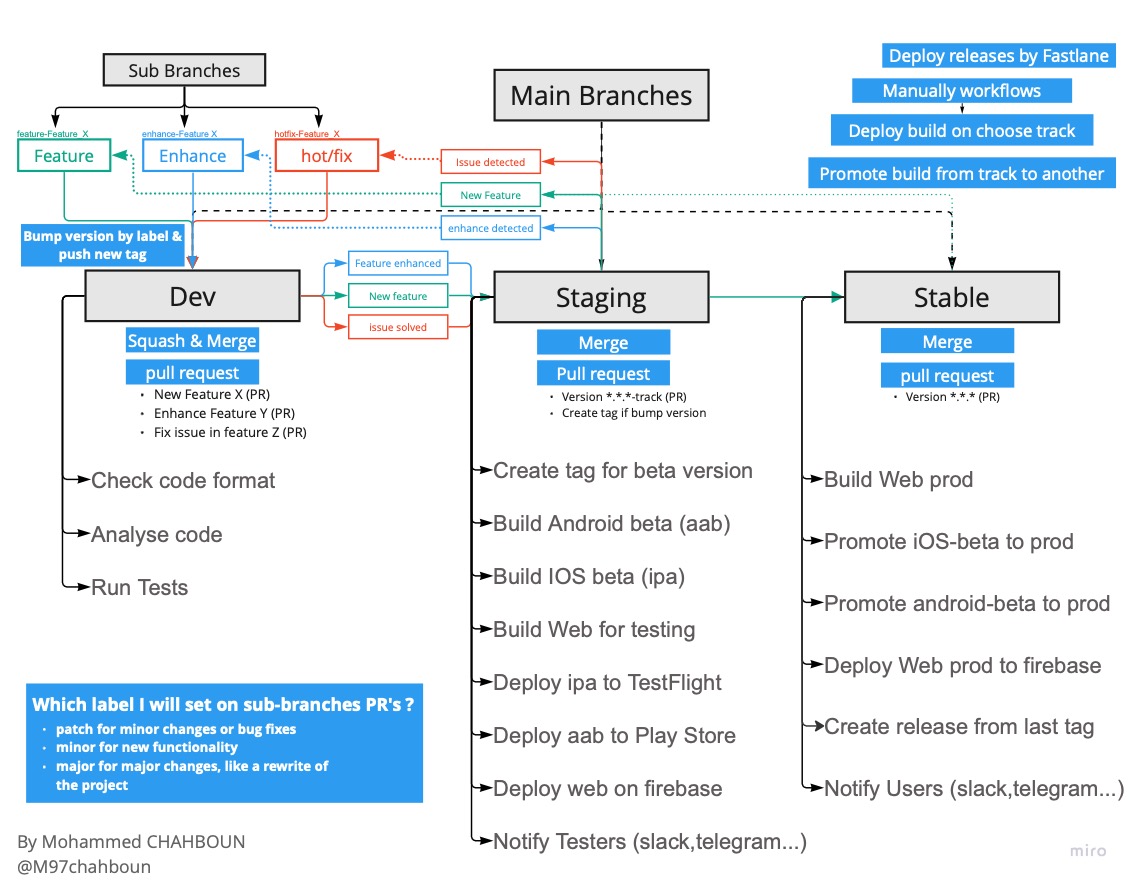 Sub Branches
Main Branches
Deploy releases by Fastlane
Manually workflows
Deploy build on choose track
Promote build from track to another
feature-Feature_X
enhance-Feature X
hotfix-Feature_X
Feature
Enhance
hot/fix
Issue detected
New Feature
enhance detected
Bump version by label &
push new tag
Feature enhanced
New feature
issue solved
Dev
Squash & Merge
pull request
• New Feature X (PR)
• Enhance Feature Y (PR)
• Fix issue in feature Z (PR)
Check code format
Analyse code
Run Tests
Staging
Merge
Pull request
• Version *.*.*-track (PR)
• Create tag if bump version
Create tag for beta version
Build Android beta (aab)
Build IOS beta (ipa)
Build Web for testing
Deploy ipa to TestFlight
Deploy aab to Play Store
Deploy web on firebase
Notify Testers (slack,telegram...)
Stable
Merge
pull request
• Version *.*.* (PR)
Build Web prod
Promote iOS-beta to prod
Promote android-beta to prod
Deploy Web prod to firebase
Create release from last tag
Notify Users (slack,telegram...)
Which label I will set on sub-branches PR's ?
• patch for minor changes or bug fixes
• minor for new functionality
• major for major changes, like a rewrite of
the project
By Mohammed CHAHBOUN
@M97chahboun
miro